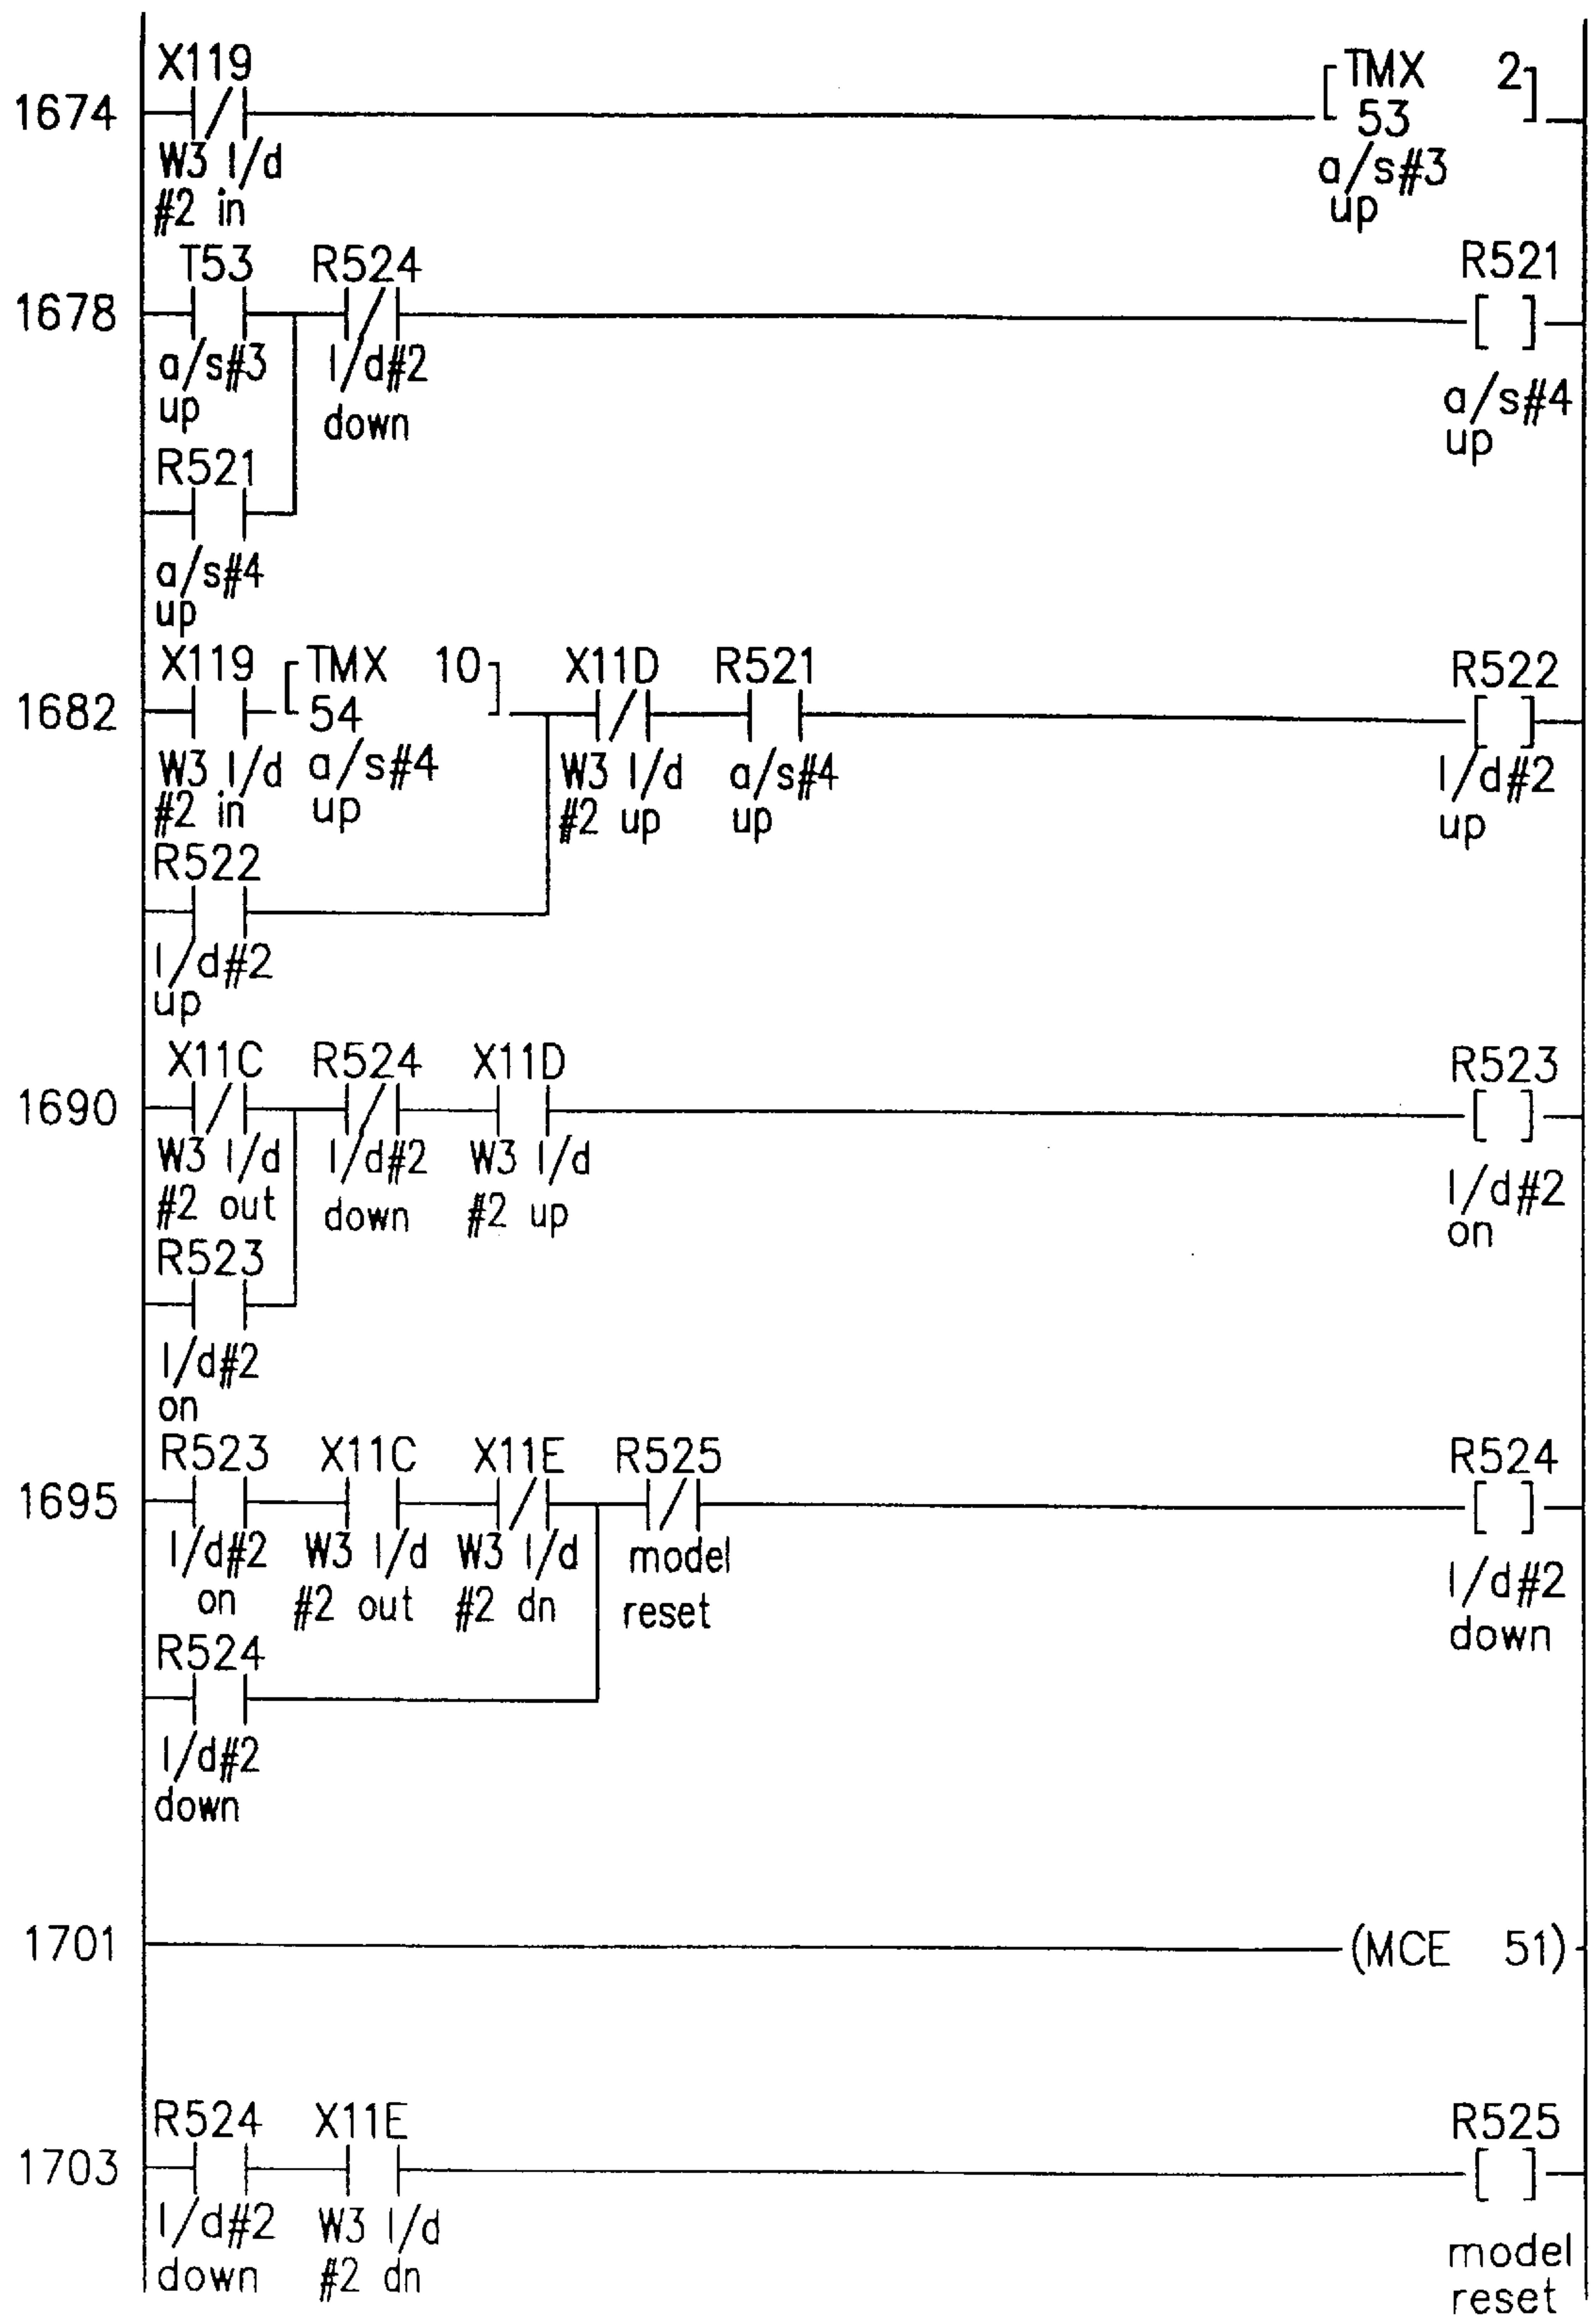 X119
TMX 2
1674
53
W3 l/d
#2 in
a/s#3
up
T53 R524
R521
1678
a/s#3
up
l/d#2
down
a/s#4
up
R521
a/s#4
up
X119 TMX 10 X11D R521
R522
1682
54
W3 l/d
#2 in
a/s#4
up
W3 l/d
#2 up
a/s#4
up
l/d#2
up
R522
l/d#2
up
X11C R524 X11D
R523
1690
W3 l/d
#2 out
l/d#2
down
W3 l/d
#2 up
l/d#2
on
R523
l/d#2
on
R523 X11C X11E R525
R524
1695
l/d#2
on
W3 l/d
#2 out
W3 l/d
#2 dn
model
reset
l/d#2
down
R524
l/d#2
down
1701
(MCE 51)
R524 X11E
R525
1703
l/d#2
down
W3 l/d
#2 dn
model
reset